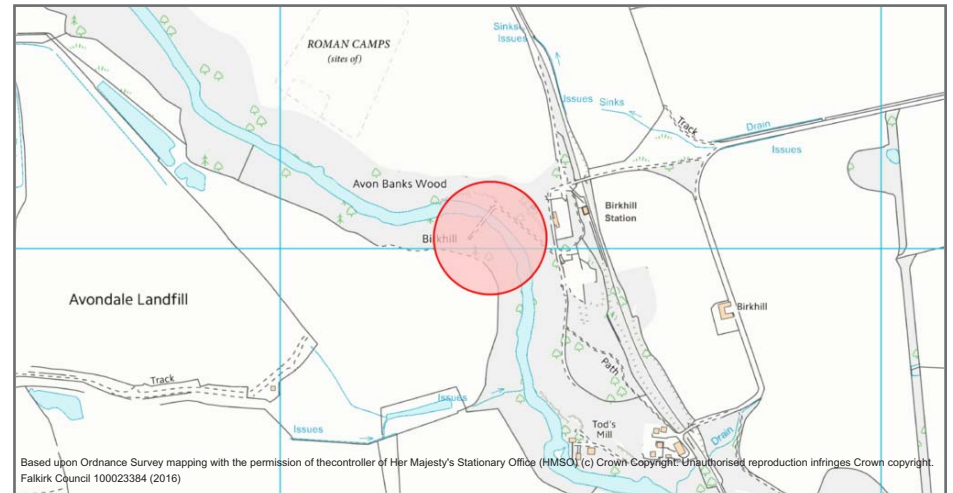 ROMAN CAMPS
(sites of)
Sinks
Issues
Issues
Sinks
Track
Drain
Issues
Avon Banks Wood
Birkhill
Station
Birkhill
Avondale Landfill
Birkhill
Track
Path
Issues
Issues
Tod's
Mill
Drain
Based upon Ordnance Survey mapping with the permission of thecontroller of Her Majesty's Stationary Office (HMSO) (c) Crown Copyright. Unauthorised reproduction infringes Crown copyright.
Falkirk Council 100023384 (2016)